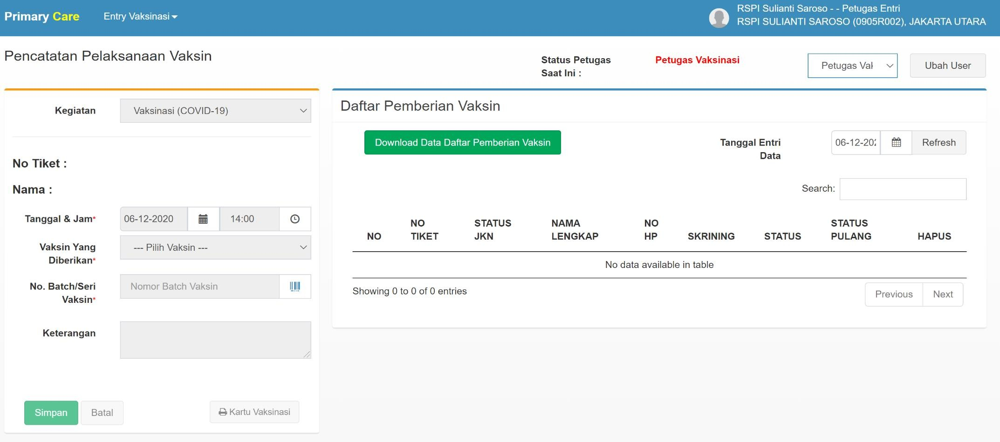 Primary Care
Entry Vaksinasi
RSPI Sulianti Saroso - - Petugas Entri
RSPI SULIANTI SAROSO (0905R002), JAKARTA UTARA
Pencatatan Pelaksanaan Vaksin
Status Petugas
Saat Ini :
Petugas Vaksinasi
Petugas Val
Ubah User
Kegiatan
Vaksinasi (COVID-19)
No Tiket :
Nama :
Tanggal & Jam*
06-12-2020
14:00
Vaksin Yang
Diberikan*
--- Pilih Vaksin ---
No. Batch/Seri
Vaksin*
Nomor Batch Vaksin
Keterangan
Simpan
Batal
Kartu Vaksinasi
Daftar Pemberian Vaksin
Download Data Daftar Pemberian Vaksin
Tanggal Entri
Data
06-12-202
Refresh
Search:
NO
NO
TIKET
STATUS
JKN
NAMA
LENGKAP
NO
HP
SKRINING
STATUS
STATUS
PULANG
HAPUS
No data available in table
Showing 0 to 0 of 0 entries
Previous
Next